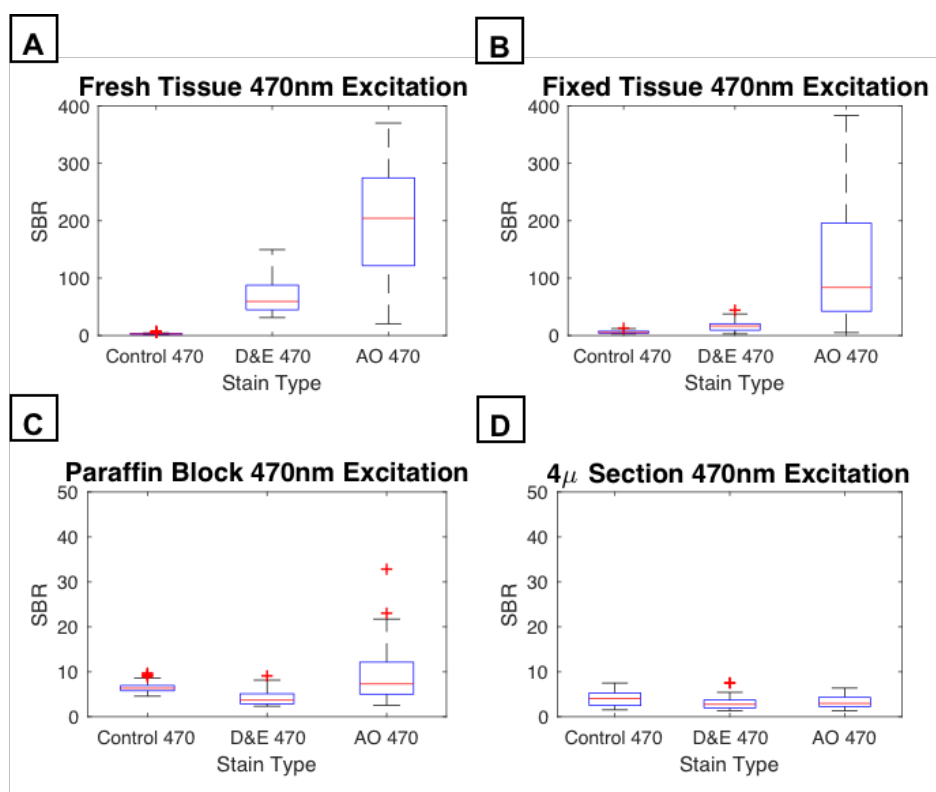 A
Fresh Tissue 470nm Excitation
400
300
200
100
0
SBR
Control 470 D&E 470 AO 470
Stain Type
B
Fixed Tissue 470nm Excitation
400
300
200
100
0
SBR
Control 470 D&E 470 AO 470
Stain Type
C
Paraffin Block 470nm Excitation
50
40
30
20
10
0
SBR
Control 470 D&E 470 AO 470
Stain Type
D
4μ Section 470nm Excitation
50
40
30
20
10
0
SBR
Control 470 D&E 470 AO 470
Stain Type